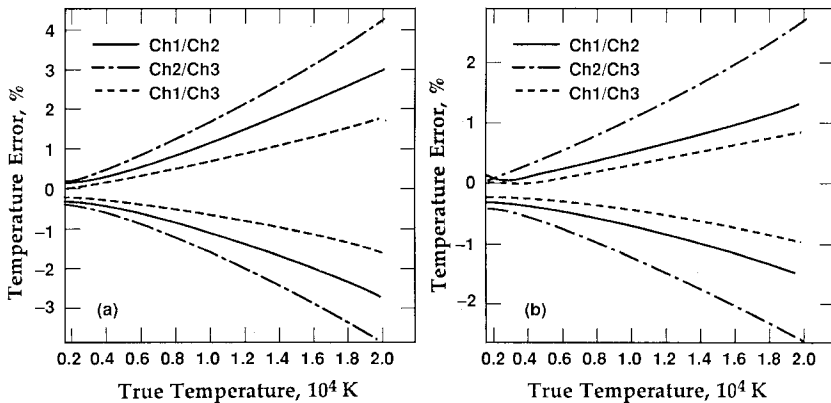 Temperature Error, %
4
3
2
1
0
−1
−2
−3
Ch1/Ch2
Ch2/Ch3
Ch1/Ch3
(a)
0.2 0.4 0.6 0.8 1.0 1.2 1.4 1.6 1.8 2.0
True Temperature, 10⁴ K
Temperature Error, %
2
1
0
−1
−2
Ch1/Ch2
Ch2/Ch3
Ch1/Ch3
(b)
0.2 0.4 0.6 0.8 1.0 1.2 1.4 1.6 1.8 2.0
True Temperature, 10⁴ K